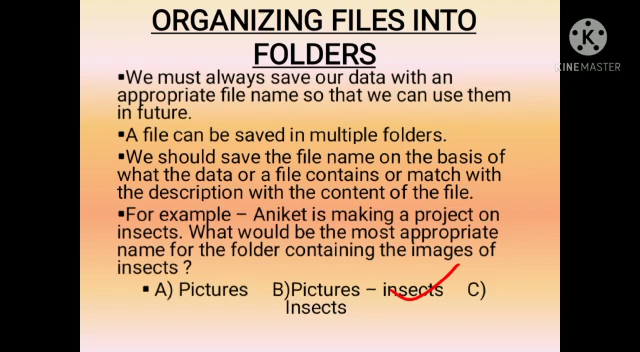 ORGANIZING FILES INTO
FOLDERS
▪We must always save our data with an
appropriate file name so that we can use them
in future.
▪A file can be saved in multiple folders.
▪We should save the file name on the basis of
what the data or a file contains or match with
the description with the content of the file.
▪For example – Aniket is making a project on
insects. What would be the most appropriate
name for the folder containing the images of
insects ?
▪ A) Pictures B)Pictures – insects C)
Insects
K
KINEMASTER